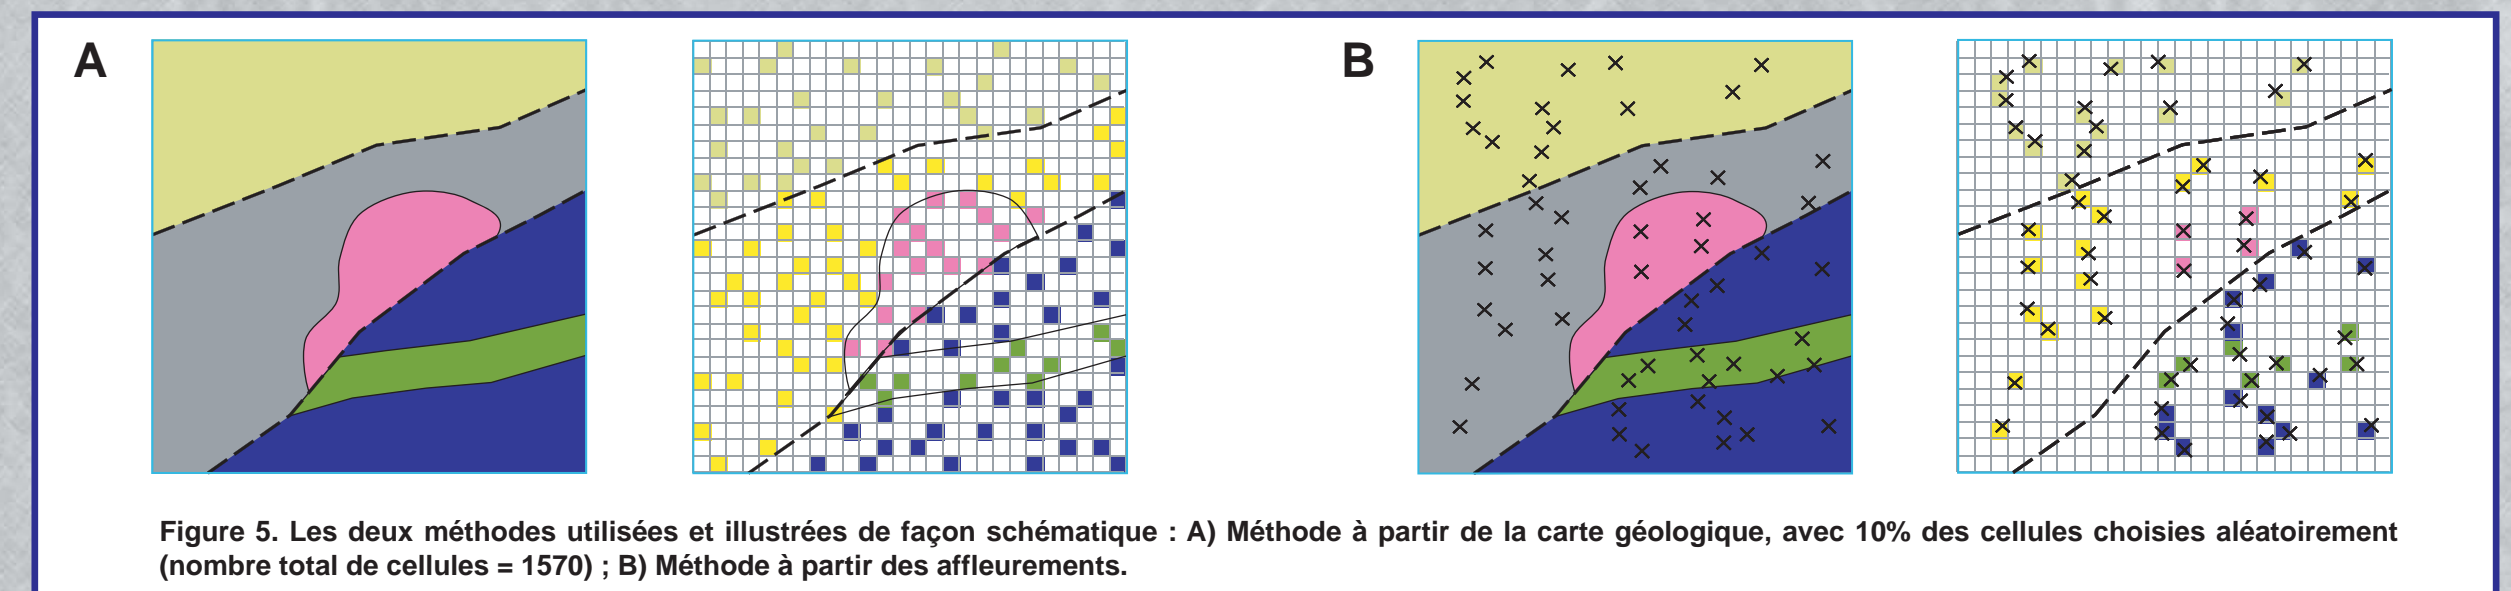 A
B
Figure 5. Les deux méthodes utilisées et illustrées de façon schématique : A) Méthode à partir de la carte géologique, avec 10% des cellules choisies aléatoirement
(nombre total de cellules = 1570) ; B) Méthode à partir des affleurements.